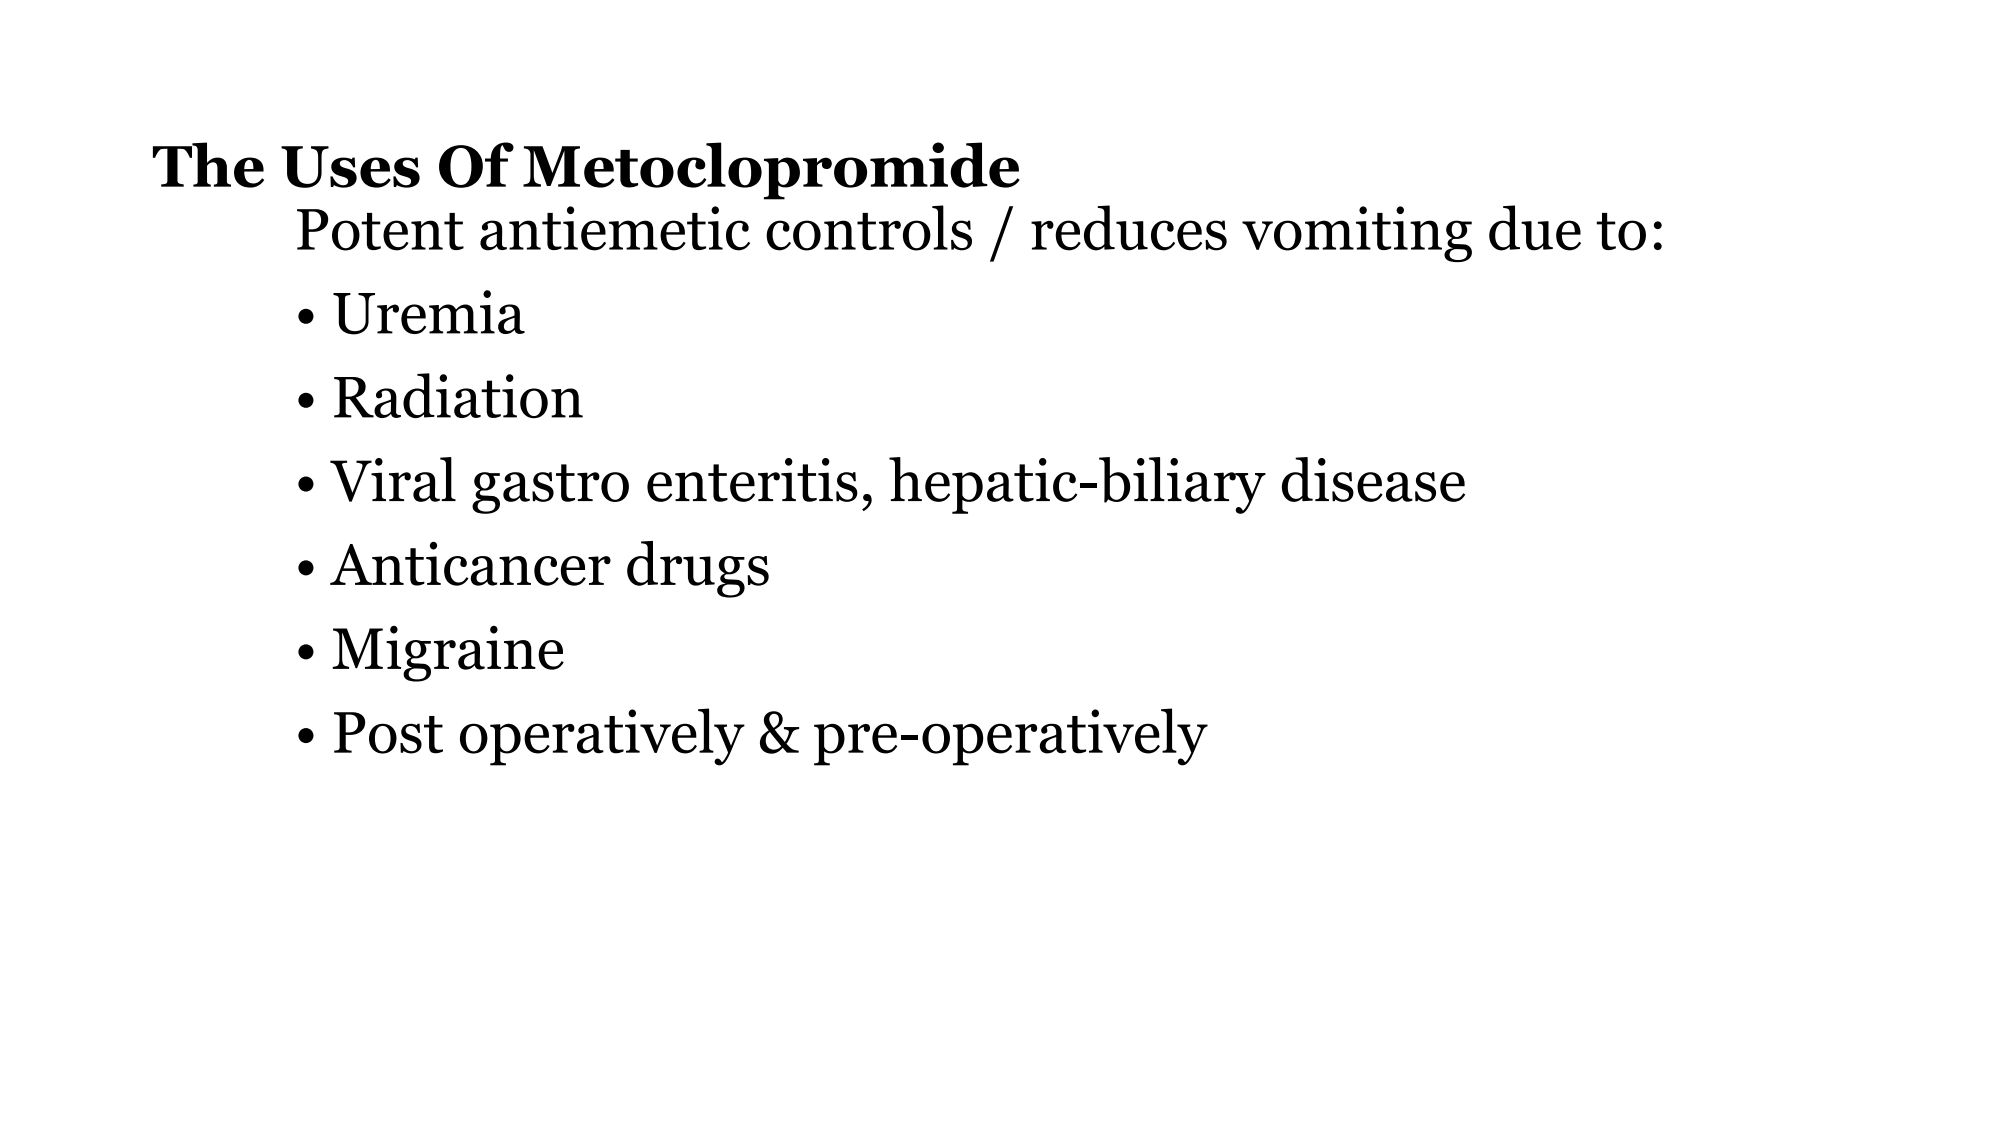 The Uses Of Metoclopromide
Potent antiemetic controls / reduces vomiting due to:
• Uremia
• Radiation
• Viral gastro enteritis, hepatic-biliary disease
• Anticancer drugs
• Migraine
• Post operatively & pre-operatively